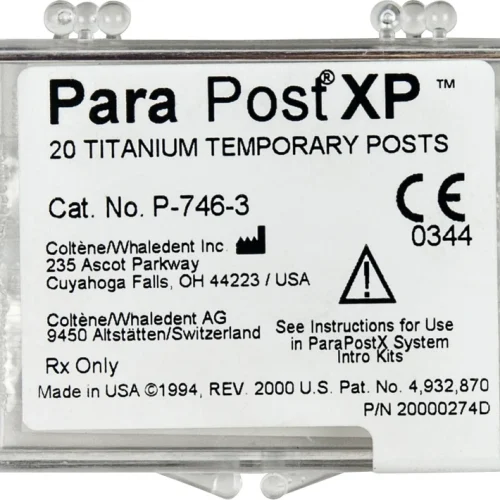 Para Post® XP ™
20 TITANIUM TEMPORARY POSTS
Cat. No. P-746-3
CE
0344
Coltène/Whaledent Inc.
235 Ascot Parkway
Cuyahoga Falls, OH 44223 / USA
Coltène/Whaledent AG
9450 Altstätten/Switzerland
See Instructions for Use
in ParaPostX System
Intro Kits
Rx Only
Made in USA ©1994, REV. 2000 U.S. Pat. No. 4,932,870
P/N 20000274D